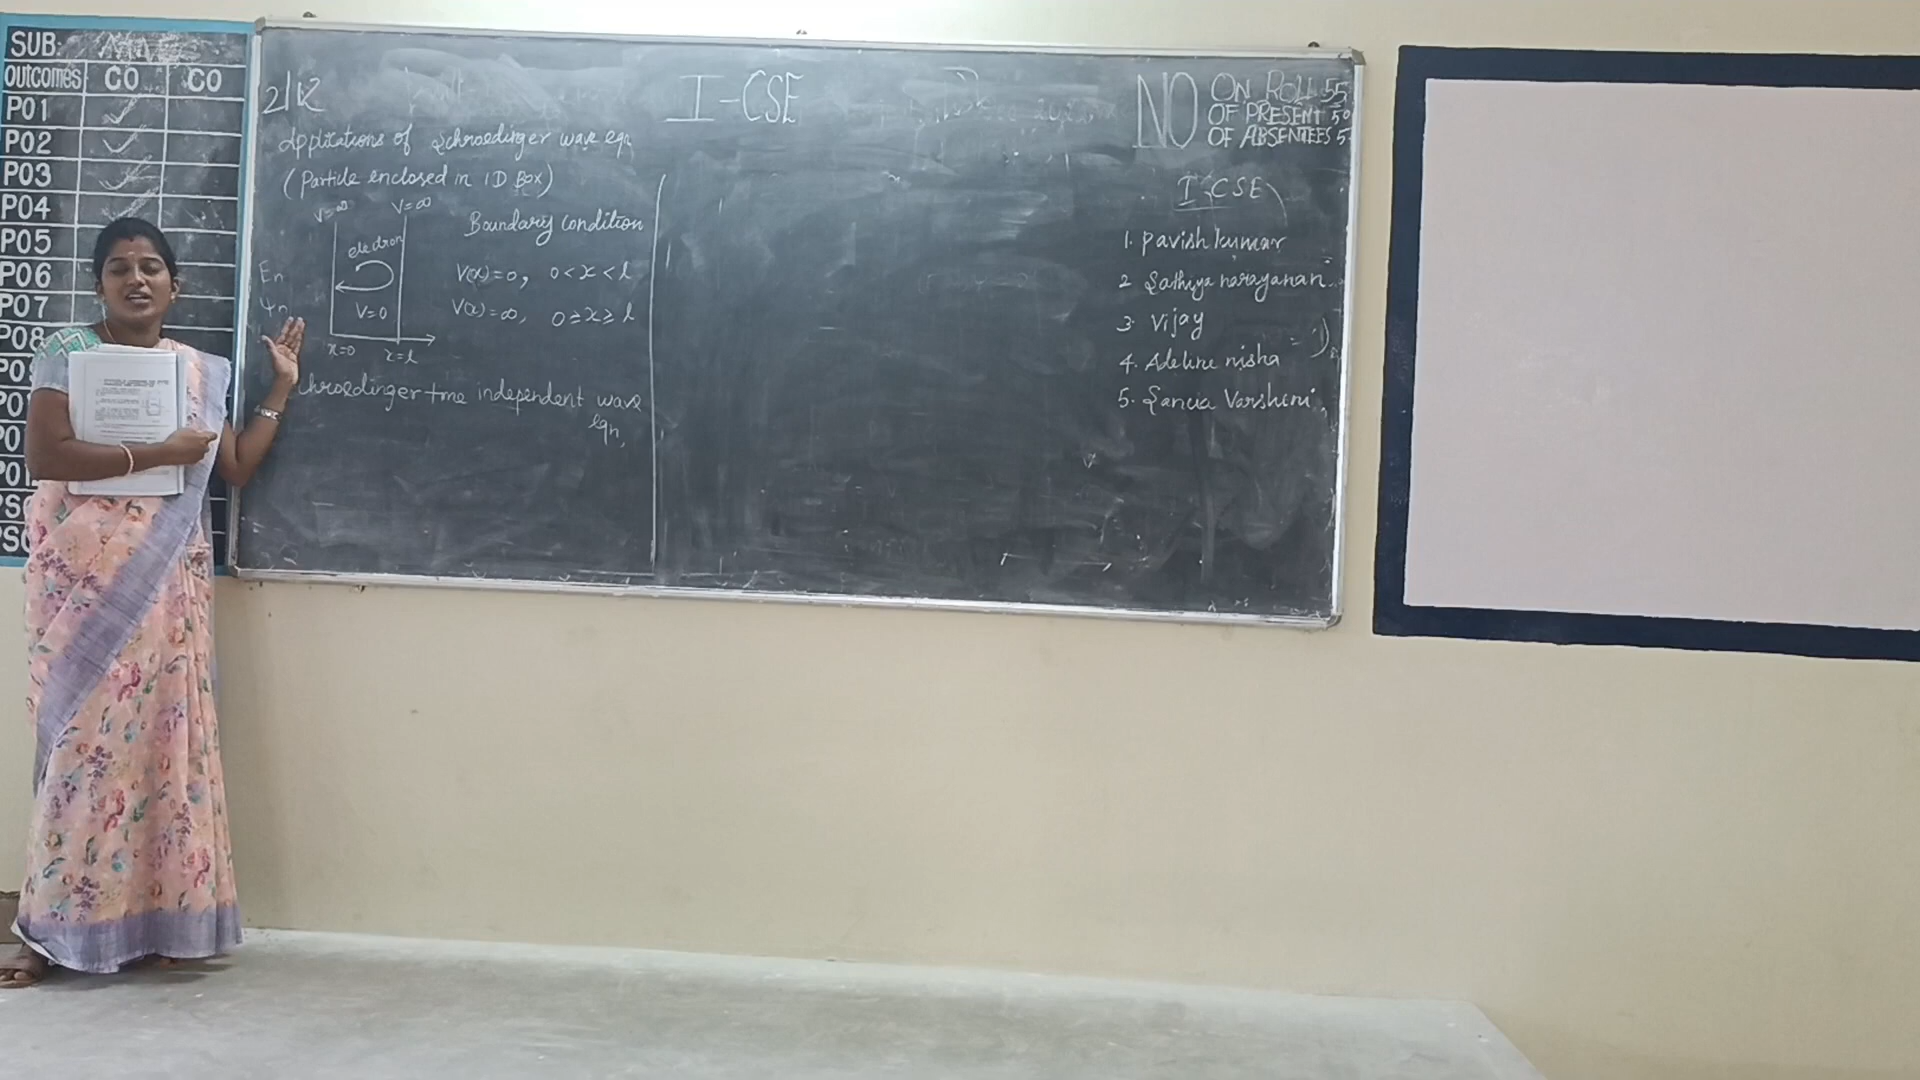 SUB:
OUTCOMES CO CO
PO1
PO2
PO3
PO4
PO5
PO6
PO7
PO8
2/12
I-CSE
NO ON ROLL 55
OF PRESENT 50
OF ABSENTEES 5
Applications of Schroedinger wave eqn
(Particle enclosed in 1D Box)
V=∞ V=∞
electron
V=0
x=0 x=l
En
Ψn
Boundary condition
V(x)=0, 0<x<l
V(x)=∞, 0≥x≥l
chroedinger time independent wave
eqn,
I-CSE
1. Pavish kumar
2 Sathiya narayanan
3. Vijay
4. Adeline nisha
5. Sancia Varshini